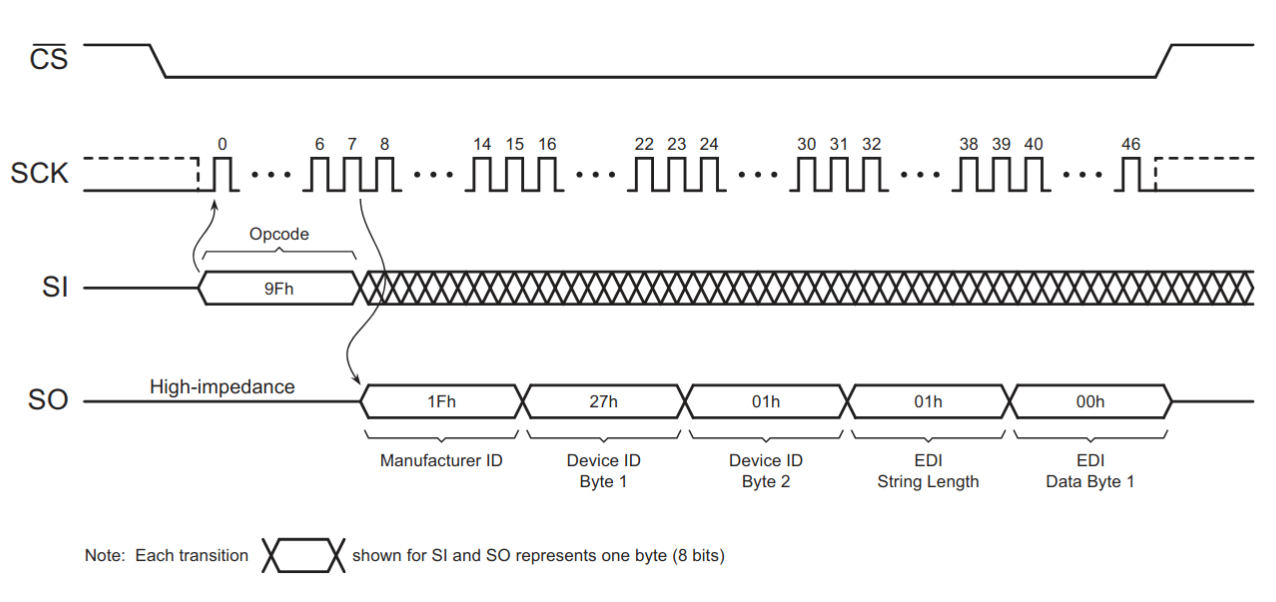 CS
0 6 7 8 14 15 16 22 23 24 30 31 32 38 39 40 46
SCK
Opcode
SI
9Fh
High-impedance
SO
1Fh 27h 01h 01h 00h
Manufacturer ID Device ID Device ID EDI EDI
Byte 1 Byte 2 String Length Data Byte 1
Note: Each transition shown for SI and SO represents one byte (8 bits)